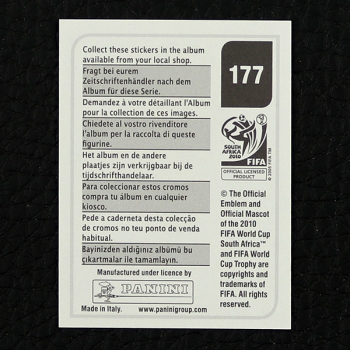 Collect these stickers in the album
available from your local shop.
Fragt bei eurem
Zeitschriftenhändler nach dem
Album für diese Serie.
Demandez à votre détaillant l'Album
pour la collection de ces images.
Chiedete al vostro rivenditore
l'album per la raccolta di queste
figurine.
Het album en de andere
plaatjes zijn verkrijgbaar bij de
tijdschrifthandelaar.
Para coleccionar estos cromos
compra tu álbum en cualquier
kiosco.
Pede a caderneta desta colecção
de cromos no teu ponto de venda
habitual.
Bayinizden aldığınız albümü bu
çıkartmalar ile tamamlayın.
Manufactured under licence by
PANINI
Made in Italy. www.paninigroup.com
177
SOUTH AFRICA
2010
FIFA
© 2005 FIFA TM
OFFICIAL LICENSED
PRODUCT
© The Official
Emblem and
Official Mascot
of the 2010
FIFA World Cup
South Africa™
and FIFA World
Cup Trophy are
copyrights and
trademarks of
FIFA. All rights
reserved.